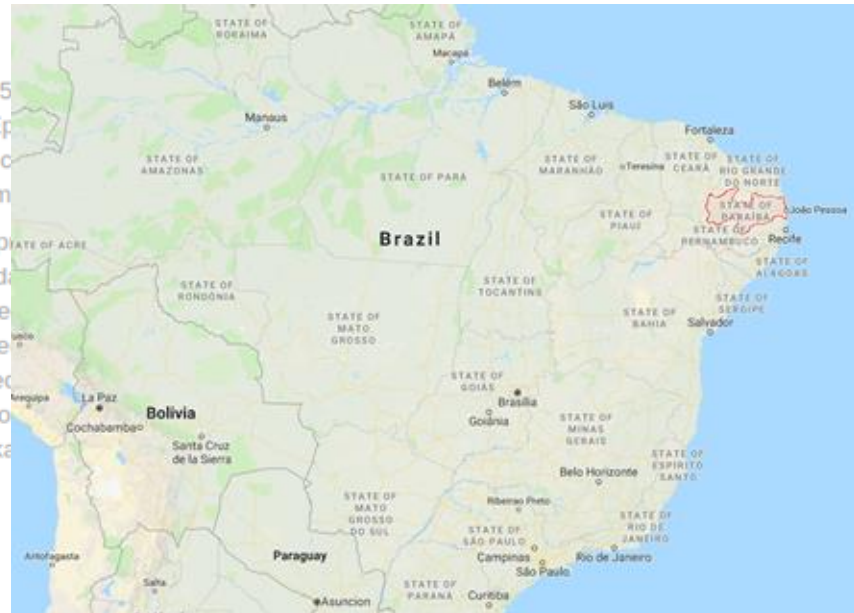 STATE OF
RORAIMA
STATE OF
AMAPÁ
Macapá
Belém
São Luis
Manaus
Fortaleza
STATE OF
AMAZONAS
STATE OF PARÁ
STATE OF
MARANHÃO
Teresina
STATE OF
CEARÁ
STATE OF
RIO GRANDE
DO NORTE
STATE OF
PARAÍBA
João Pessoa
STATE OF
PIAUÍ
STATE OF
PERNAMBUCO
Recife
Brazil
STATE OF ACRE
STATE OF
ALAGOAS
STATE OF
RONDÔNIA
STATE OF
TOCANTINS
STATE OF
SERGIPE
STATE OF
MATO
GROSSO
STATE OF
BAHIA
Salvador
STATE OF
GOIÁS
Brasília
Goiânia
Arequipa
La Paz
Bolivia
Cochabamba
Santa Cruz
de la Sierra
STATE OF
MINAS
GERAIS
Belo Horizonte
STATE OF
ESPÍRITO
SANTO
STATE OF
MATO
GROSSO
DO SUL
Ribeirao Preto
STATE OF
RIO DE
JANEIRO
STATE OF
SÃO PAULO
Campinas
Rio de Janeiro
São Paulo
Antofagasta
Paraguay
Salta
STATE OF
PARANÁ
Curitiba
Asuncion